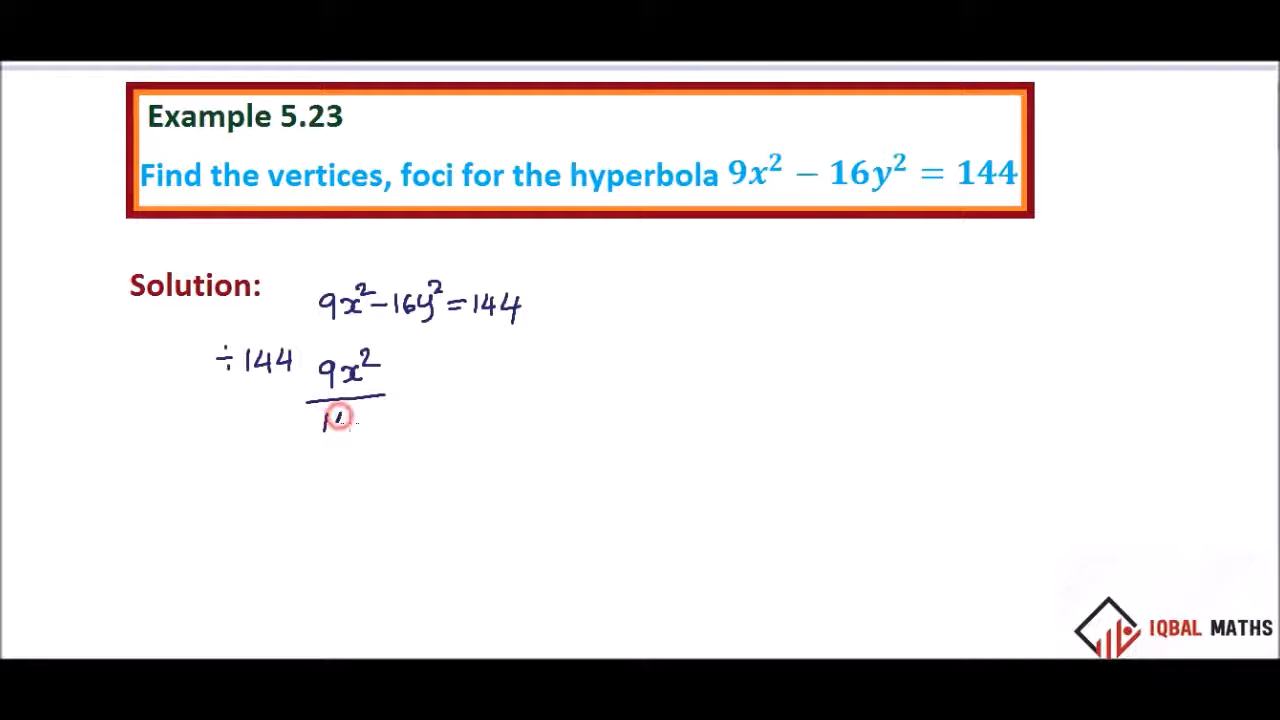 Example 5.23
Find the vertices, foci for the hyperbola 9x² − 16y² = 144
Solution:
9x² − 16y² = 144
÷ 144 9x²
IQBAL MATHS